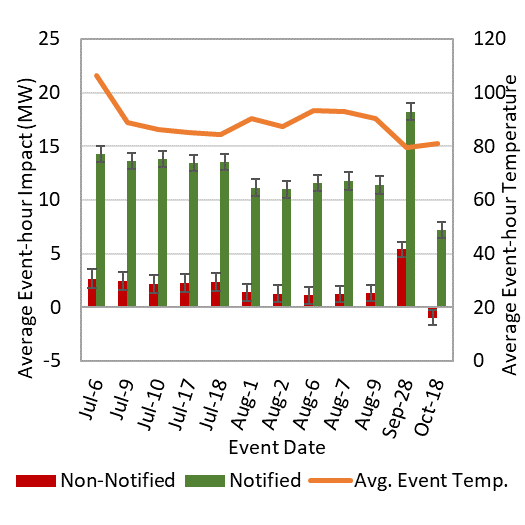 25
20
15
10
5
0
-5
Average Event-hour Impact (MW)
120
100
80
60
40
20
0
Average Event-hour Temperature
Jul-6
Jul-9
Jul-10
Jul-17
Jul-18
Aug-1
Aug-2
Aug-6
Aug-7
Aug-9
Sep-28
Oct-18
Event Date
Non-Notified Notified Avg. Event Temp.